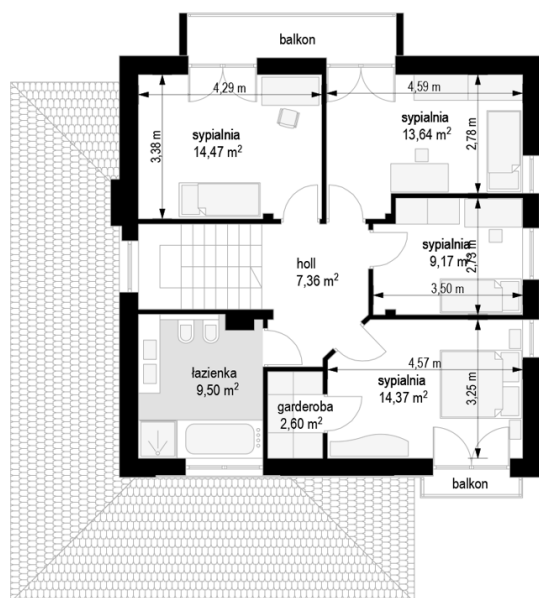 balkon
4,29 m
4,59 m
3,38 m
sypialnia
14,47 m²
sypialnia
13,64 m²
2,78 m
holl
7,36 m²
sypialnia
9,17 m²
2,73 m
3,50 m
łazienka
9,50 m²
garderoba
2,60 m²
4,57 m
sypialnia
14,37 m²
3,25 m
balkon